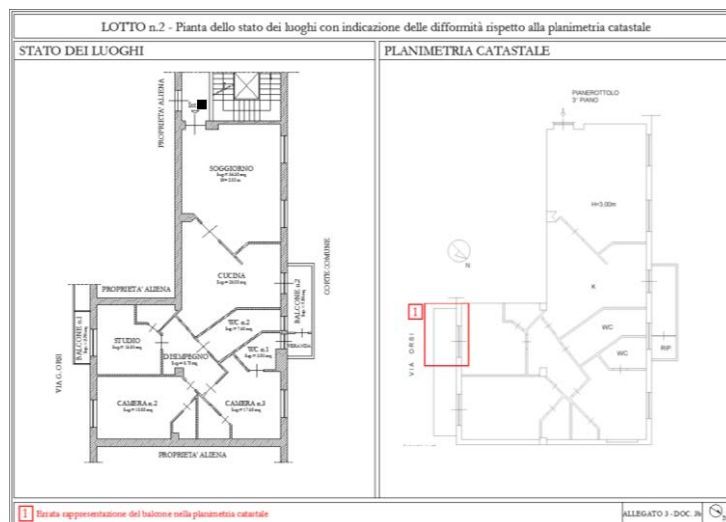 LOTTO n.2 - Pianta dello stato dei luoghi con indicazione delle difformità rispetto alla planimetria catastale
STATO DEI LUOGHI
PLANIMETRIA CATASTALE
PROPRIETA' ALIENA
SOGGIORNO
CUCINA
PROPRIETA' ALIENA
CORTE COMUNE
BALCONE n.2
VERANDA
BALCONE n.1
VIA G. ORSI
STUDIO
DISIMPEGNO
WC n.2
WC n.1
CAMERA n.2
CAMERA n.3
PROPRIETA' ALIENA
PIANEROTTOLO
3° PIANO
H=3.00m
N
K
1
VIA ORSI
WC
WC
RIP.
1 Errata rappresentazione del balcone nella planimetria catastale
ALLEGATO 3 - DOC. 3b